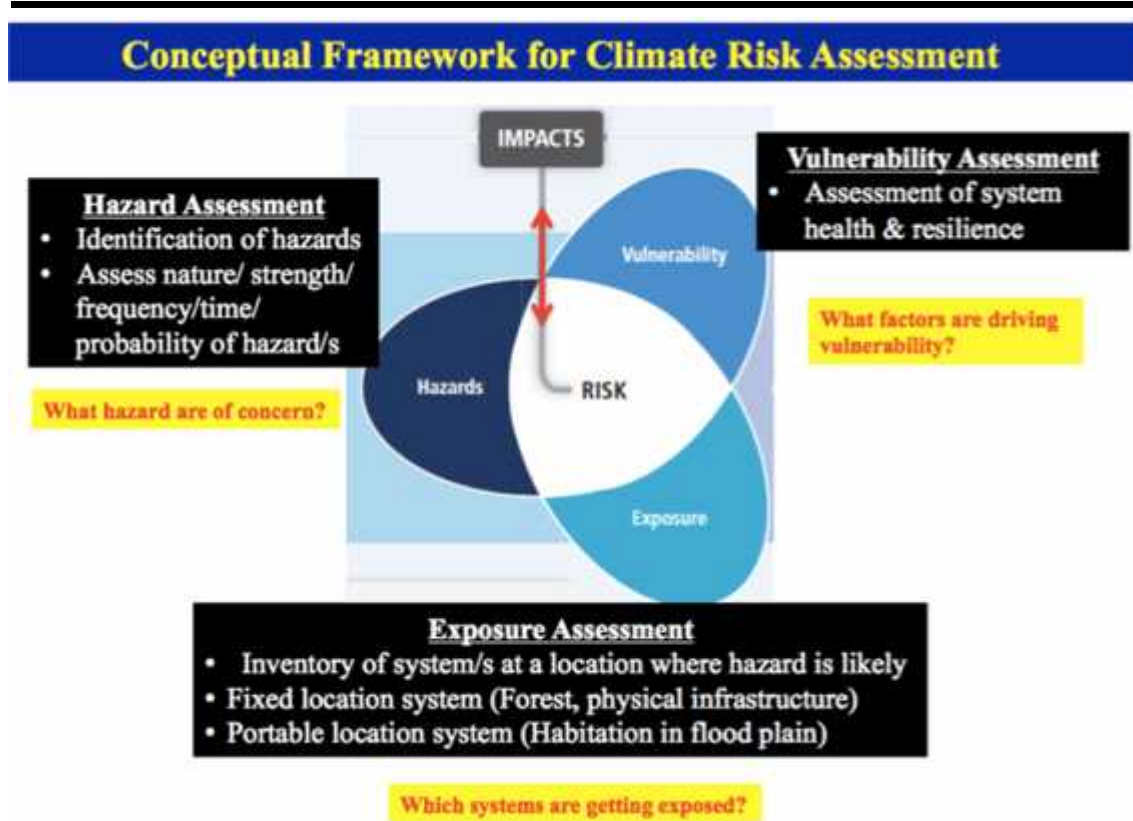 Conceptual Framework for Climate Risk Assessment
IMPACTS
Vulnerability Assessment
• Assessment of system
health & resilience
Hazard Assessment
• Identification of hazards
• Assess nature/ strength/
frequency/time/
probability of hazard/s
Vulnerability
What factors are driving
vulnerability?
What hazard are of concern?
Hazards
RISK
Exposure
Exposure Assessment
• Inventory of system/s at a location where hazard is likely
• Fixed location system (Forest, physical infrastructure)
• Portable location system (Habitation in flood plain)
Which systems are getting exposed?